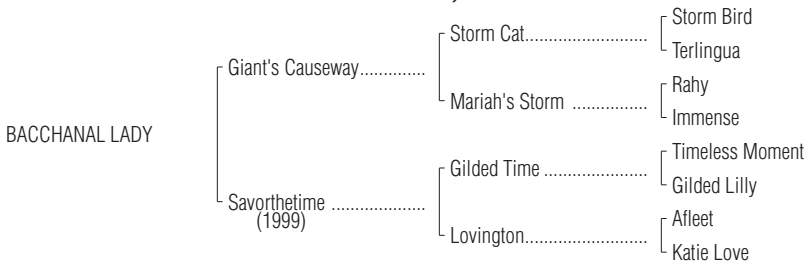 Storm Bird
Storm Cat..............................
Terlingua
Giant's Causeway..............
Rahy
Mariah's Storm ................
Immense
BACCHANAL LADY
Timeless Moment
Gilded Time ......................
Gilded Lilly
Savorthetime ....................
(1999)
Afleet
Lovington..........................
Katie Love